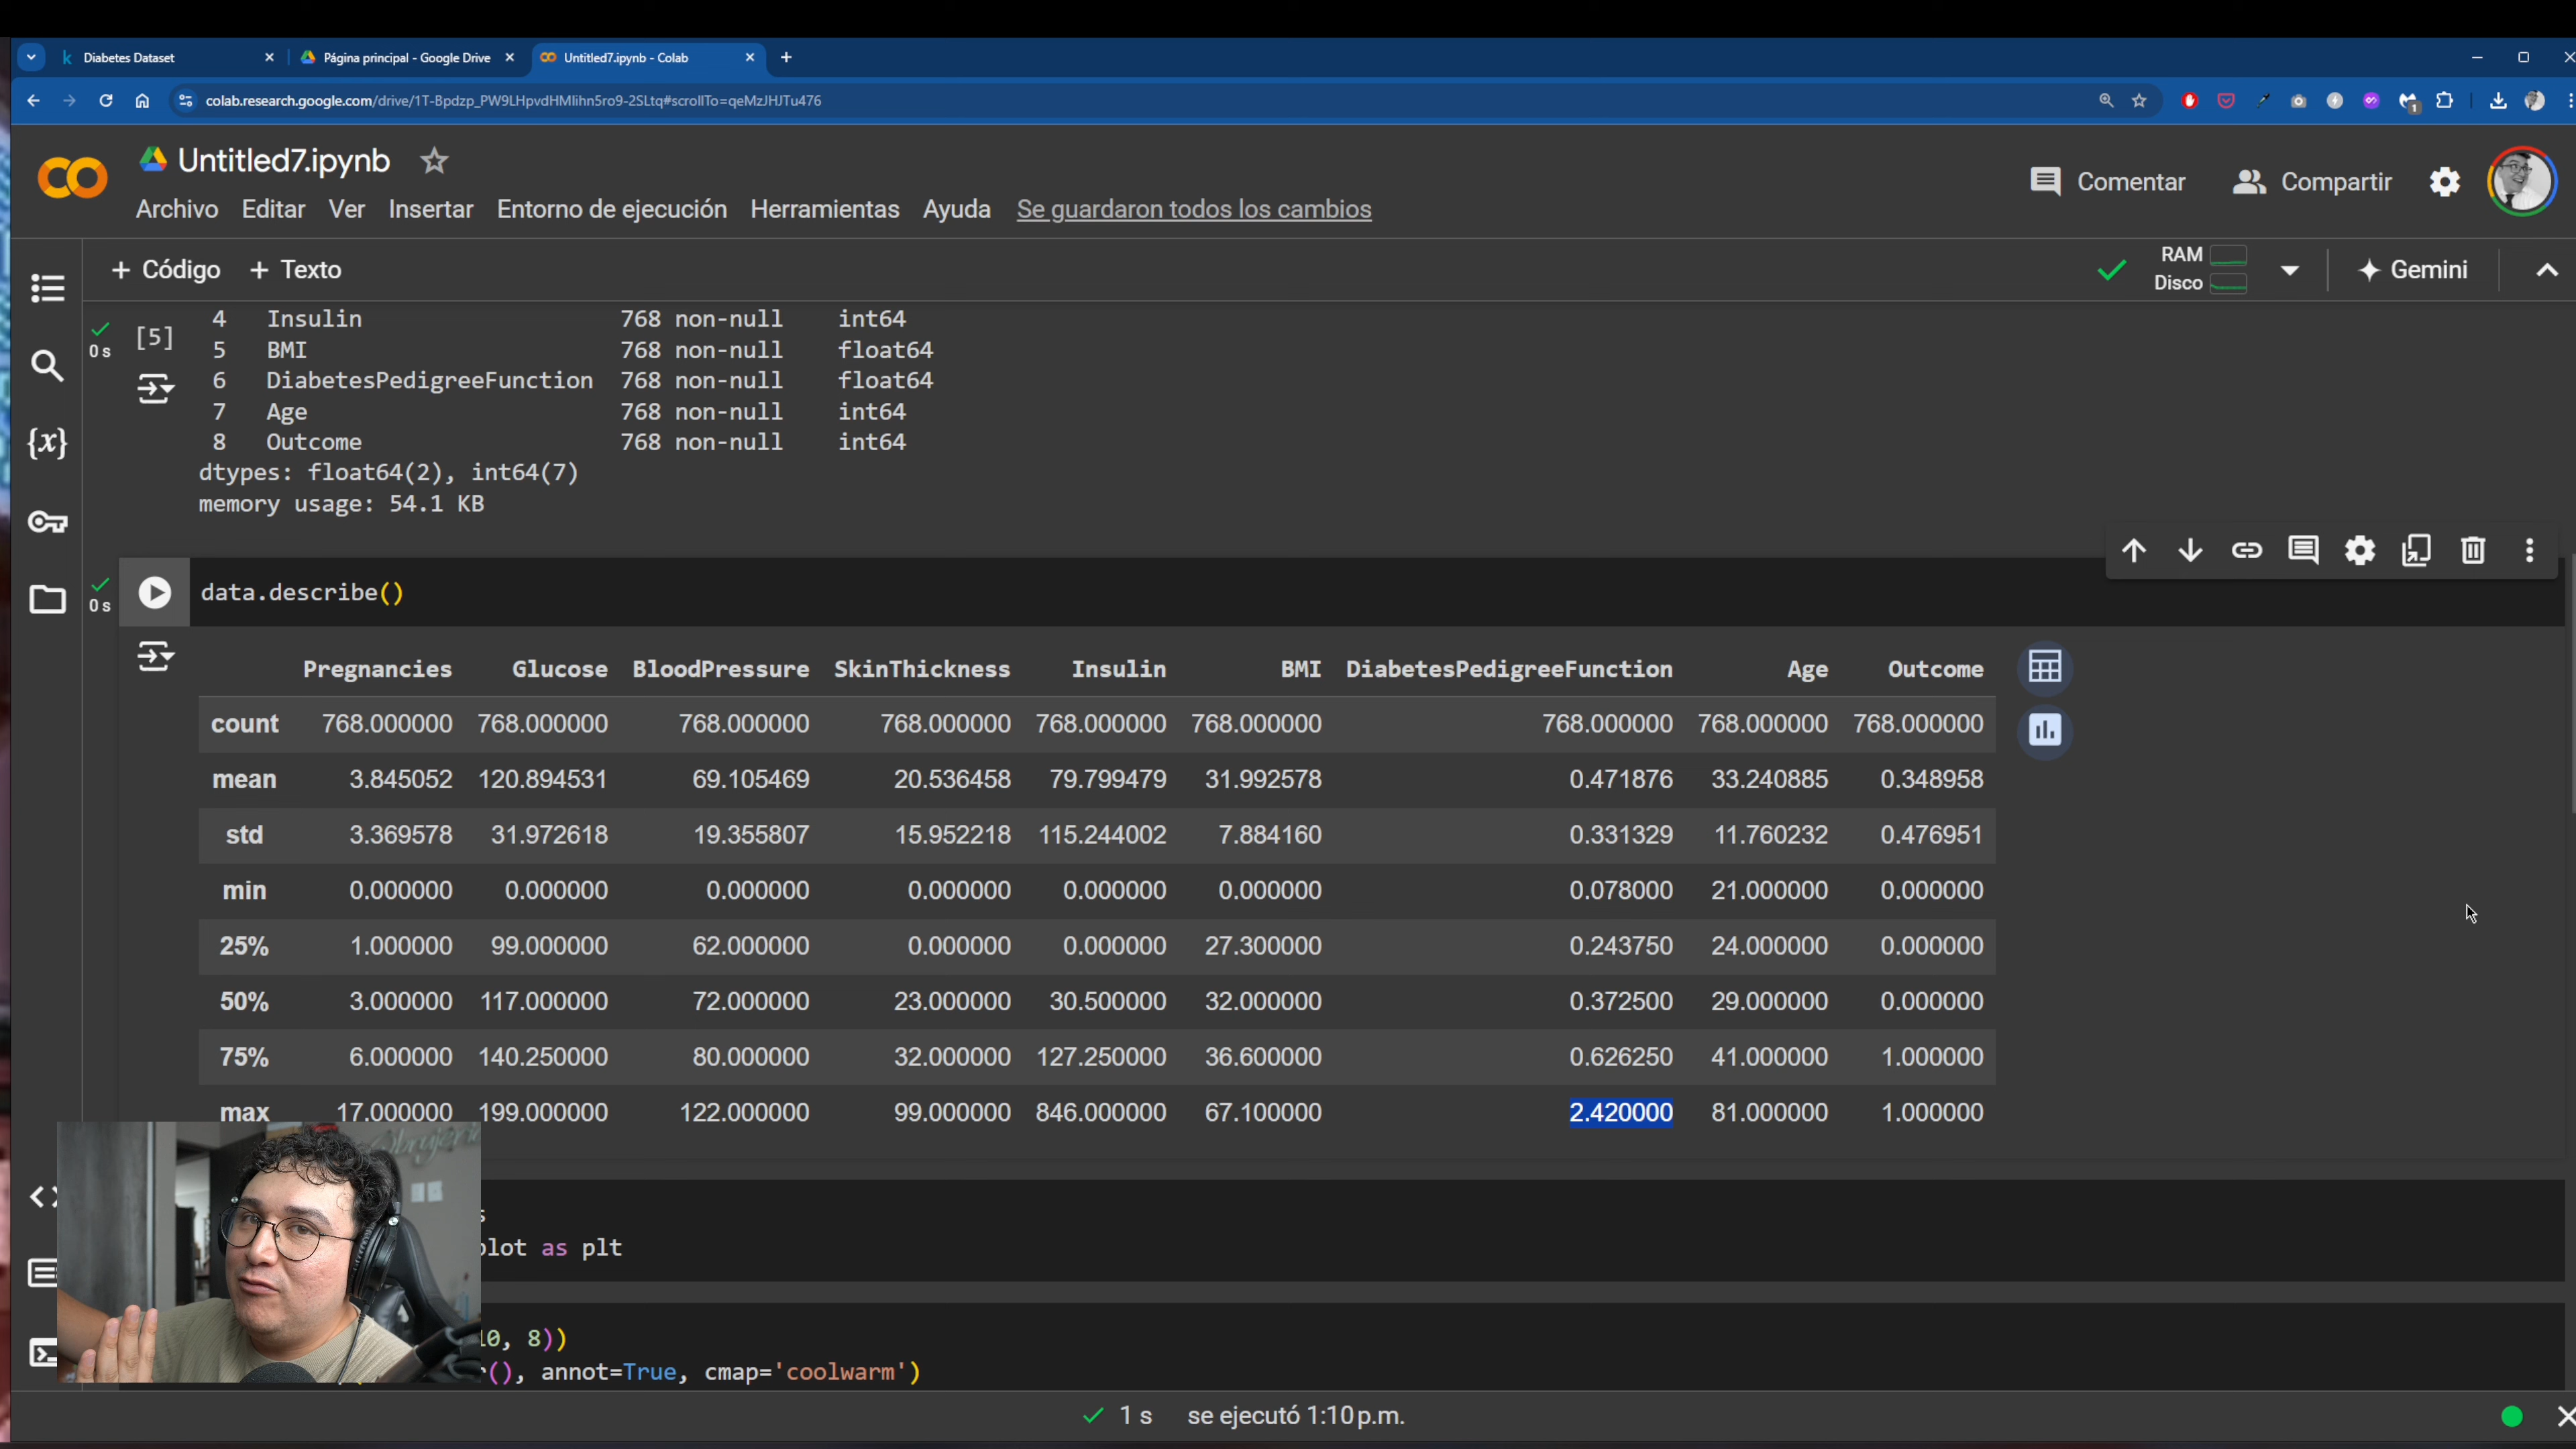 Diabetes Dataset
Página principal - Google Drive
Untitled7.ipynb - Colab
colab.research.google.com/drive/1T-Bpdzp_PW9LHpvdHMlihn5ro9-2SLtq#scrollTo=qeMzJHJTu476
Untitled7.ipynb
Comentar
Compartir
Archivo Editar Ver Insertar Entorno de ejecución Herramientas Ayuda Se guardaron todos los cambios
+ Código + Texto
RAM
Disco
Gemini
[5]
0 s
4 Insulin 768 non-null int64
5 BMI 768 non-null float64
6 DiabetesPedigreeFunction 768 non-null float64
7 Age 768 non-null int64
8 Outcome 768 non-null int64
dtypes: float64(2), int64(7)
memory usage: 54.1 KB
0 s
data.describe()
Pregnancies Glucose BloodPressure SkinThickness Insulin BMI DiabetesPedigreeFunction Age Outcome
count 768.000000 768.000000 768.000000 768.000000 768.000000 768.000000 768.000000 768.000000 768.000000
mean 3.845052 120.894531 69.105469 20.536458 79.799479 31.992578 0.471876 33.240885 0.348958
std 3.369578 31.972618 19.355807 15.952218 115.244002 7.884160 0.331329 11.760232 0.476951
min 0.000000 0.000000 0.000000 0.000000 0.000000 0.000000 0.078000 21.000000 0.000000
25% 1.000000 99.000000 62.000000 0.000000 0.000000 27.300000 0.243750 24.000000 0.000000
50% 3.000000 117.000000 72.000000 23.000000 30.500000 32.000000 0.372500 29.000000 0.000000
75% 6.000000 140.250000 80.000000 32.000000 127.250000 36.600000 0.626250 41.000000 1.000000
max 17.000000 199.000000 122.000000 99.000000 846.000000 67.100000 2.420000 81.000000 1.000000
s
plot as plt
10, 8))
r(), annot=True, cmap='coolwarm')
1 s se ejecutó 1:10 p.m.